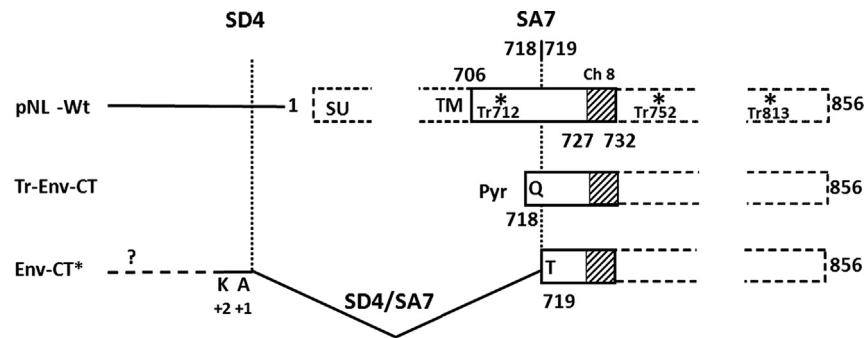 SD4 SA7
718 719
706 Ch 8
pNL -Wt 1 SU TM * * * 856
Tr712 Tr752 Tr813
727 732
Tr-Env-CT Pyr Q 856
718
?
Env-CT* T 856
K A 719
+2 +1 SD4/SA7